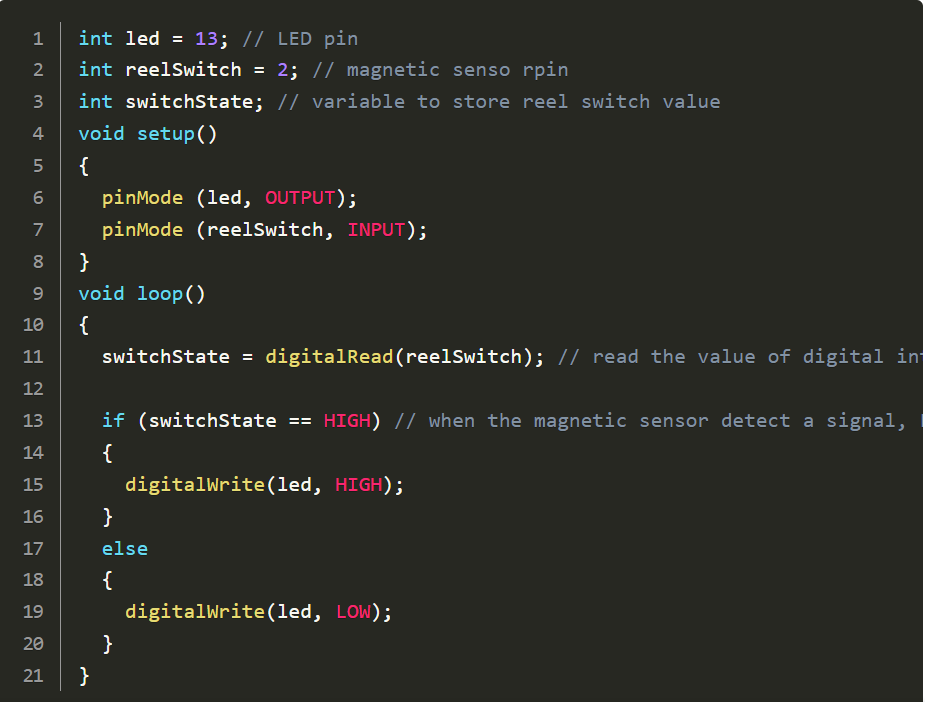 1 int led = 13; // LED pin
2 int reelSwitch = 2; // magnetic senso rpin
3 int switchState; // variable to store reel switch value
4 void setup()
5 {
6   pinMode (led, OUTPUT);
7   pinMode (reelSwitch, INPUT);
8 }
9 void loop()
10 {
11   switchState = digitalRead(reelSwitch); // read the value of digital
12
13   if (switchState == HIGH) // when the magnetic sensor detect a signal,
14   {
15     digitalWrite(led, HIGH);
16   }
17   else
18   {
19     digitalWrite(led, LOW);
20   }
21 }